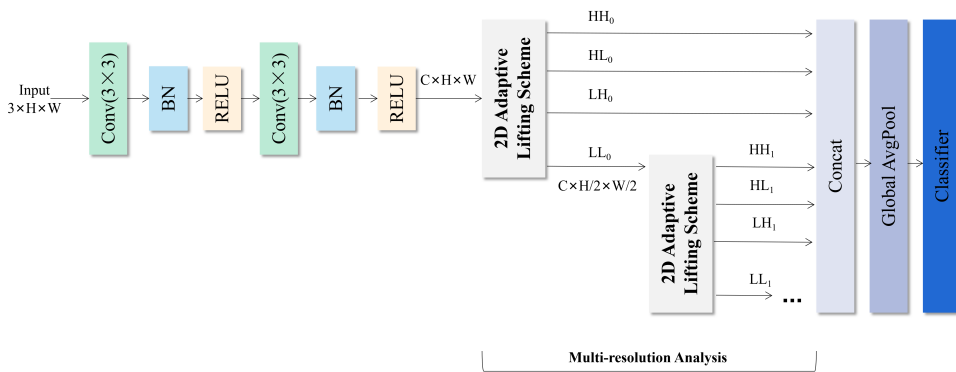 Input
3×H×W
Conv(3×3)
BN
RELU
Conv(3×3)
BN
RELU
C×H×W
2D Adaptive
Lifting Scheme
HH₀
HL₀
LH₀
LL₀
C×H/2×W/2
2D Adaptive
Lifting Scheme
HH₁
HL₁
LH₁
LL₁
...
Concat
Global AvgPool
Classifier
Multi-resolution Analysis